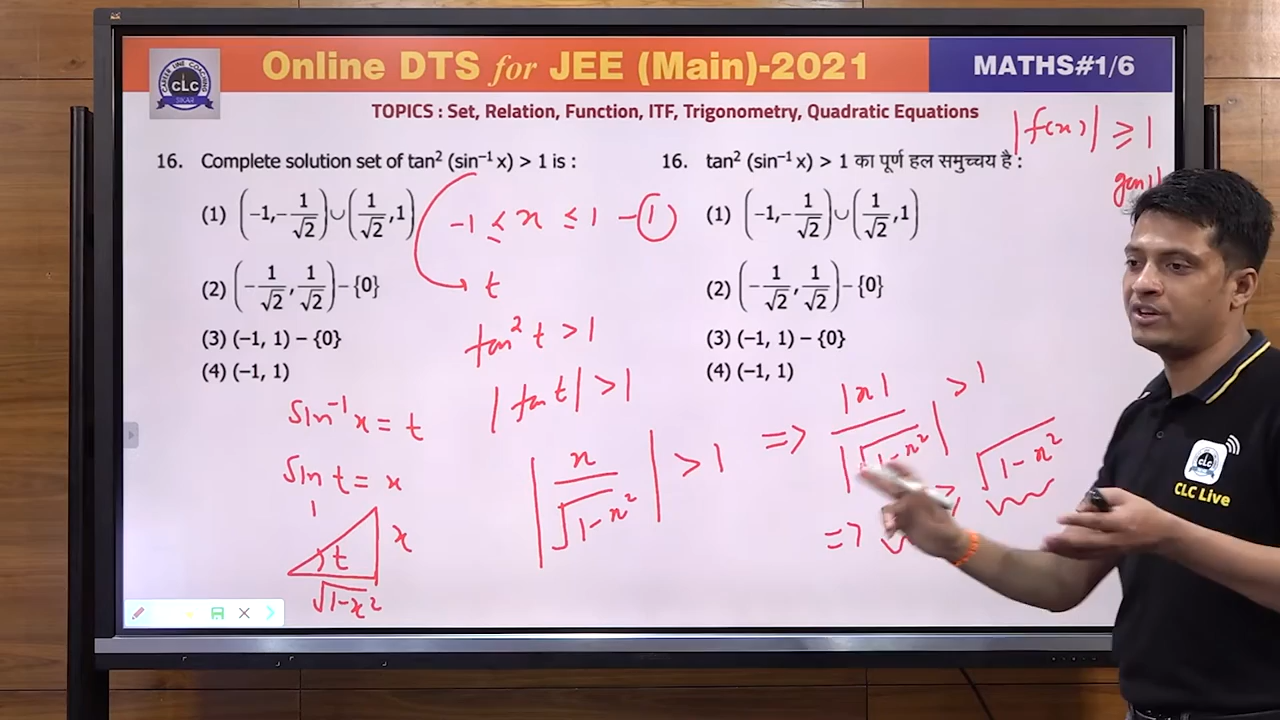 Online DTS for JEE (Main)-2021
MATHS#1/6
CAREER LINE COACHING
CLC
SIKAR
TOPICS : Set, Relation, Function, ITF, Trigonometry, Quadratic Equations
|f(x)| ≥ 1
16. Complete solution set of tan² (sin⁻¹ x) > 1 is :
(1) (−1, −1/√2) ∪ (1/√2, 1)
(2) (−1/√2, 1/√2) − {0}
(3) (−1, 1) − {0}
(4) (−1, 1)
16. tan² (sin⁻¹ x) > 1 का पूर्ण हल समुच्चय है :
(1) (−1, −1/√2) ∪ (1/√2, 1)
(2) (−1/√2, 1/√2) − {0}
(3) (−1, 1) − {0}
(4) (−1, 1)
−1 ≤ x ≤ 1 − ①
t
tan² t > 1
|tan t| > 1
sin⁻¹ x = t
sin t = x
1
t
x
√1−x²
|x/√1−x²| > 1
=> |x|/|√1−x²| > 1
=>
√1−x²
CLC
CLC Live